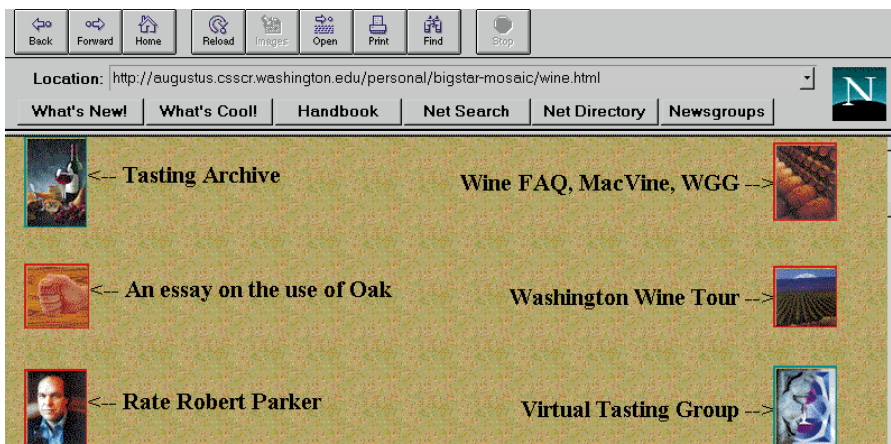 Back Forward Home Reload Images Open Print Find Stop
Location: http://augustus.csscr.washington.edu/personal/bigstar-mosaic/wine.html
N
What's New! What's Cool! Handbook Net Search Net Directory Newsgroups
<-- Tasting Archive
Wine FAQ, MacVine, WGG -->
<-- An essay on the use of Oak
Washington Wine Tour -->
<-- Rate Robert Parker
Virtual Tasting Group -->